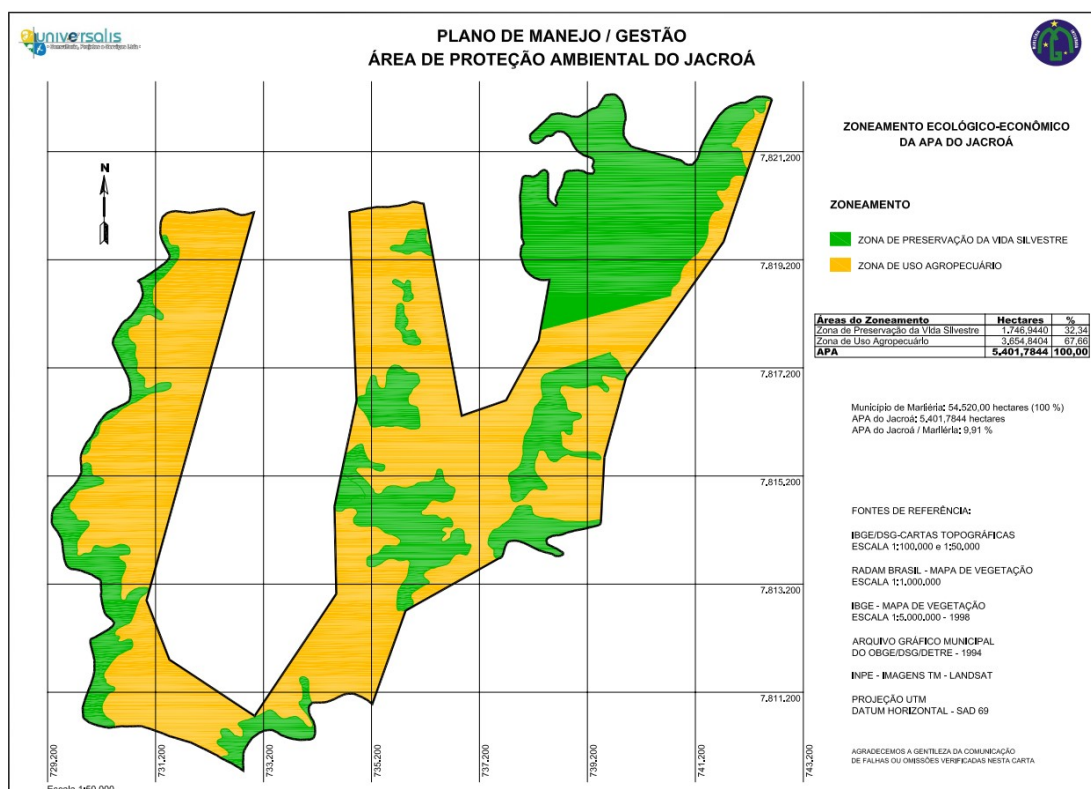 universalis
Consultoria, Projetos e Serviços Ltda
PLANO DE MANEJO / GESTÃO
ÁREA DE PROTEÇÃO AMBIENTAL DO JACROÁ
N
7,821,200
7,819,200
7,817,200
7,815,200
7,813,200
7,811,200
729,200
731,200
733,200
735,200
737,200
739,200
741,200
743,200
Escala 1:50.000
ZONEAMENTO ECOLÓGICO-ECONÔMICO
DA APA DO JACROÁ
ZONEAMENTO
ZONA DE PRESERVAÇÃO DA VIDA SILVESTRE
ZONA DE USO AGROPECUÁRIO
Áreas do Zoneamento Hectares %
Zona de Preservação da Vida Silvestre 1.746,9440 32,34
Zona de Uso Agropecuário 3,654,8404 67,66
APA 5.401,7844 100,00
Município de Marliéria: 54.520,00 hectares (100 %)
APA do Jacroá: 5.401,7844 hectares
APA do Jacroá / Marliéria: 9,91 %
FONTES DE REFERÊNCIA:
IBGE/DSG-CARTAS TOPOGRÁFICAS
ESCALA 1:100.000 e 1:50.000
RADAM BRASIL - MAPA DE VEGETAÇÃO
ESCALA 1:1.000.000
IBGE - MAPA DE VEGETAÇÃO
ESCALA 1:5.000.000 - 1998
ARQUIVO GRÁFICO MUNICIPAL
DO OBGE/DSG/DETRE - 1994
INPE - IMAGENS TM - LANDSAT
PROJEÇÃO UTM
DATUM HORIZONTAL - SAD 69
AGRADECEMOS A GENTILEZA DA COMUNICAÇÃO
DE FALHAS OU OMISSÕES VERIFICADAS NESTA CARTA